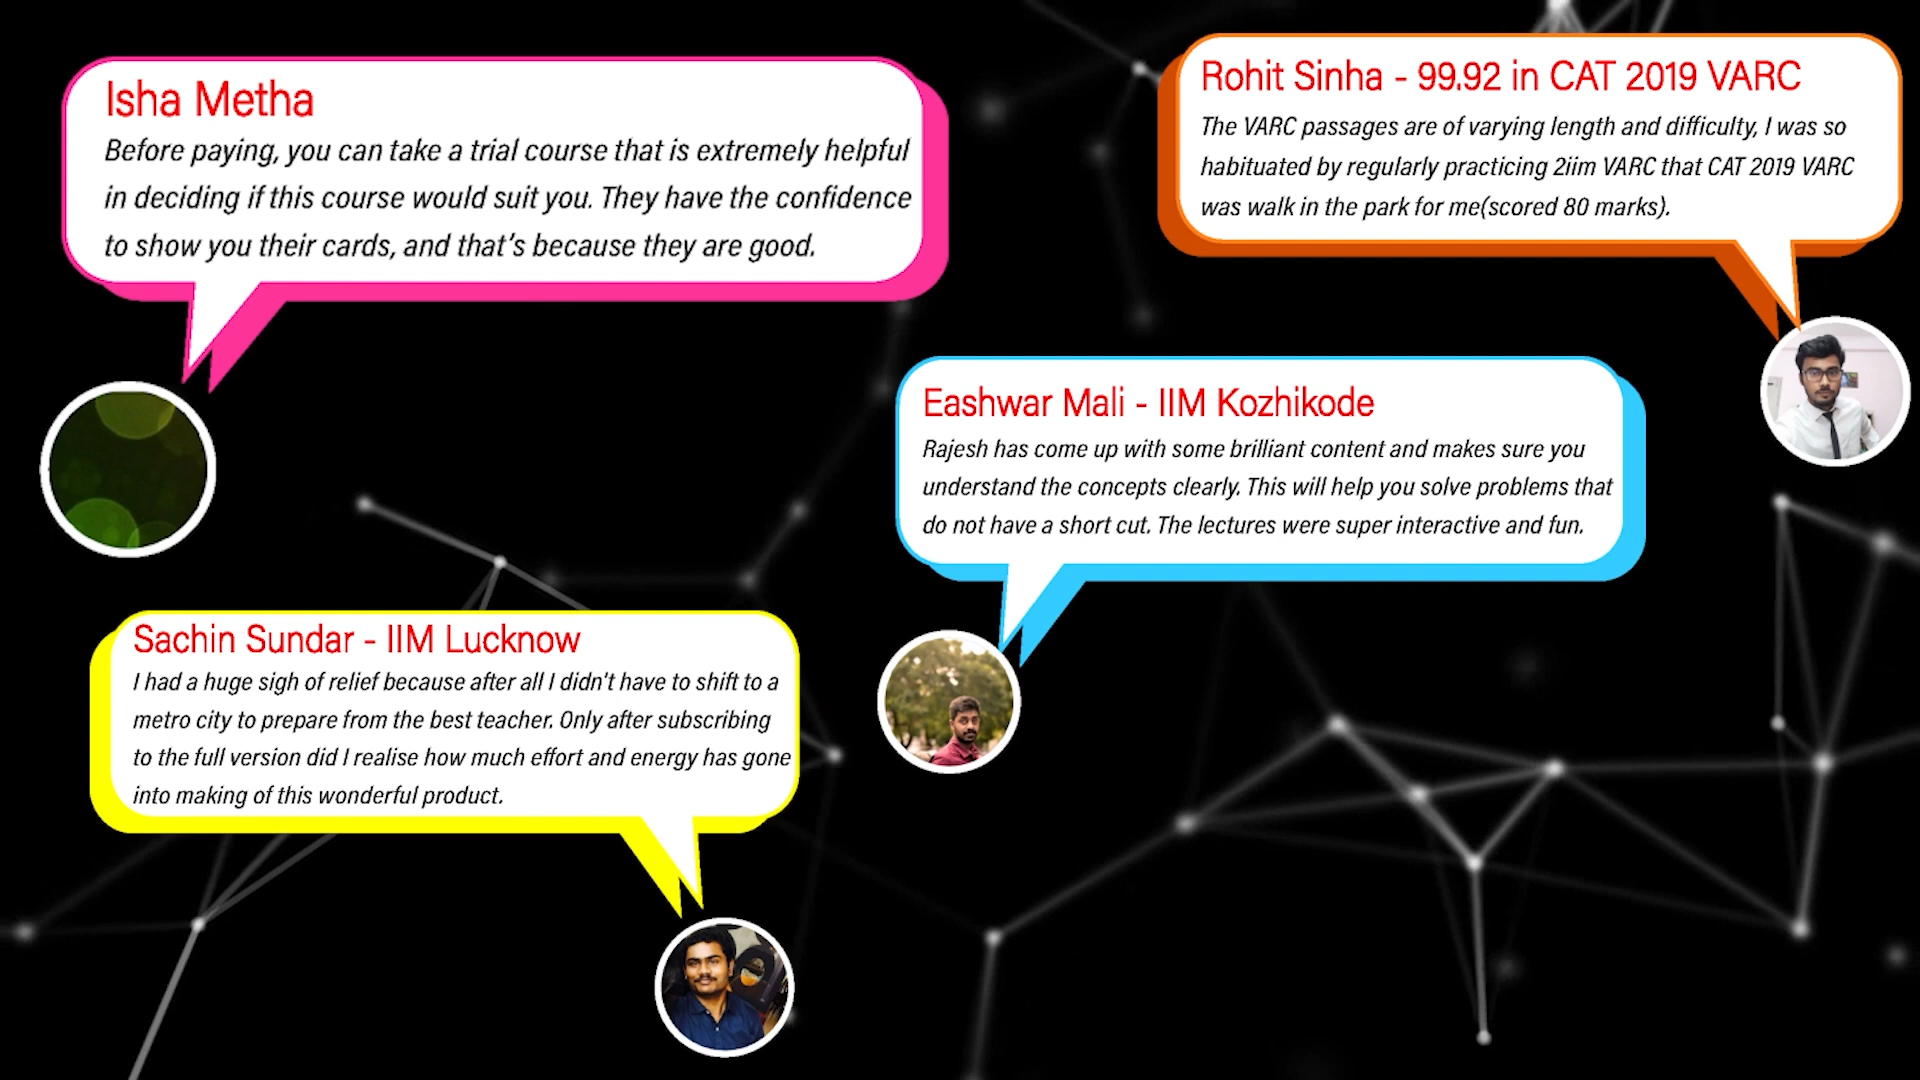 Isha Metha
Before paying, you can take a trial course that is extremely helpful
in deciding if this course would suit you. They have the confidence
to show you their cards, and that's because they are good.
Rohit Sinha - 99.92 in CAT 2019 VARC
The VARC passages are of varying length and difficulty, I was so
habituated by regularly practicing 2iim VARC that CAT 2019 VARC
was walk in the park for me(scored 80 marks).
Eashwar Mali - IIM Kozhikode
Rajesh has come up with some brilliant content and makes sure you
understand the concepts clearly. This will help you solve problems that
do not have a short cut. The lectures were super interactive and fun.
Sachin Sundar - IIM Lucknow
I had a huge sigh of relief because after all I didn't have to shift to a
metro city to prepare from the best teacher. Only after subscribing
to the full version did I realise how much effort and energy has gone
into making of this wonderful product.